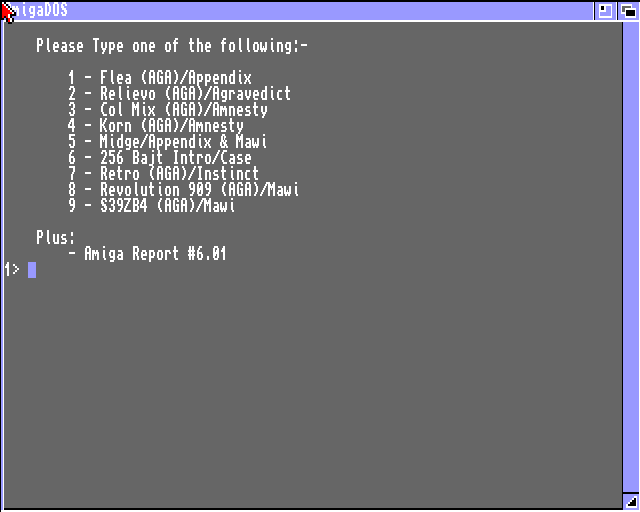 AmigaDOS
Please Type one of the following:-
1 - Flea (AGA)/Appendix
2 - Relievo (AGA)/Agravedict
3 - Col Mix (AGA)/Amnesty
4 - Korn (AGA)/Amnesty
5 - Midge/Appendix & Mawi
6 - 256 Bajt Intro/Case
7 - Retro (AGA)/Instinct
8 - Revolution 909 (AGA)/Mawi
9 - S39ZB4 (AGA)/Mawi
Plus:
- Amiga Report #6.01
1>